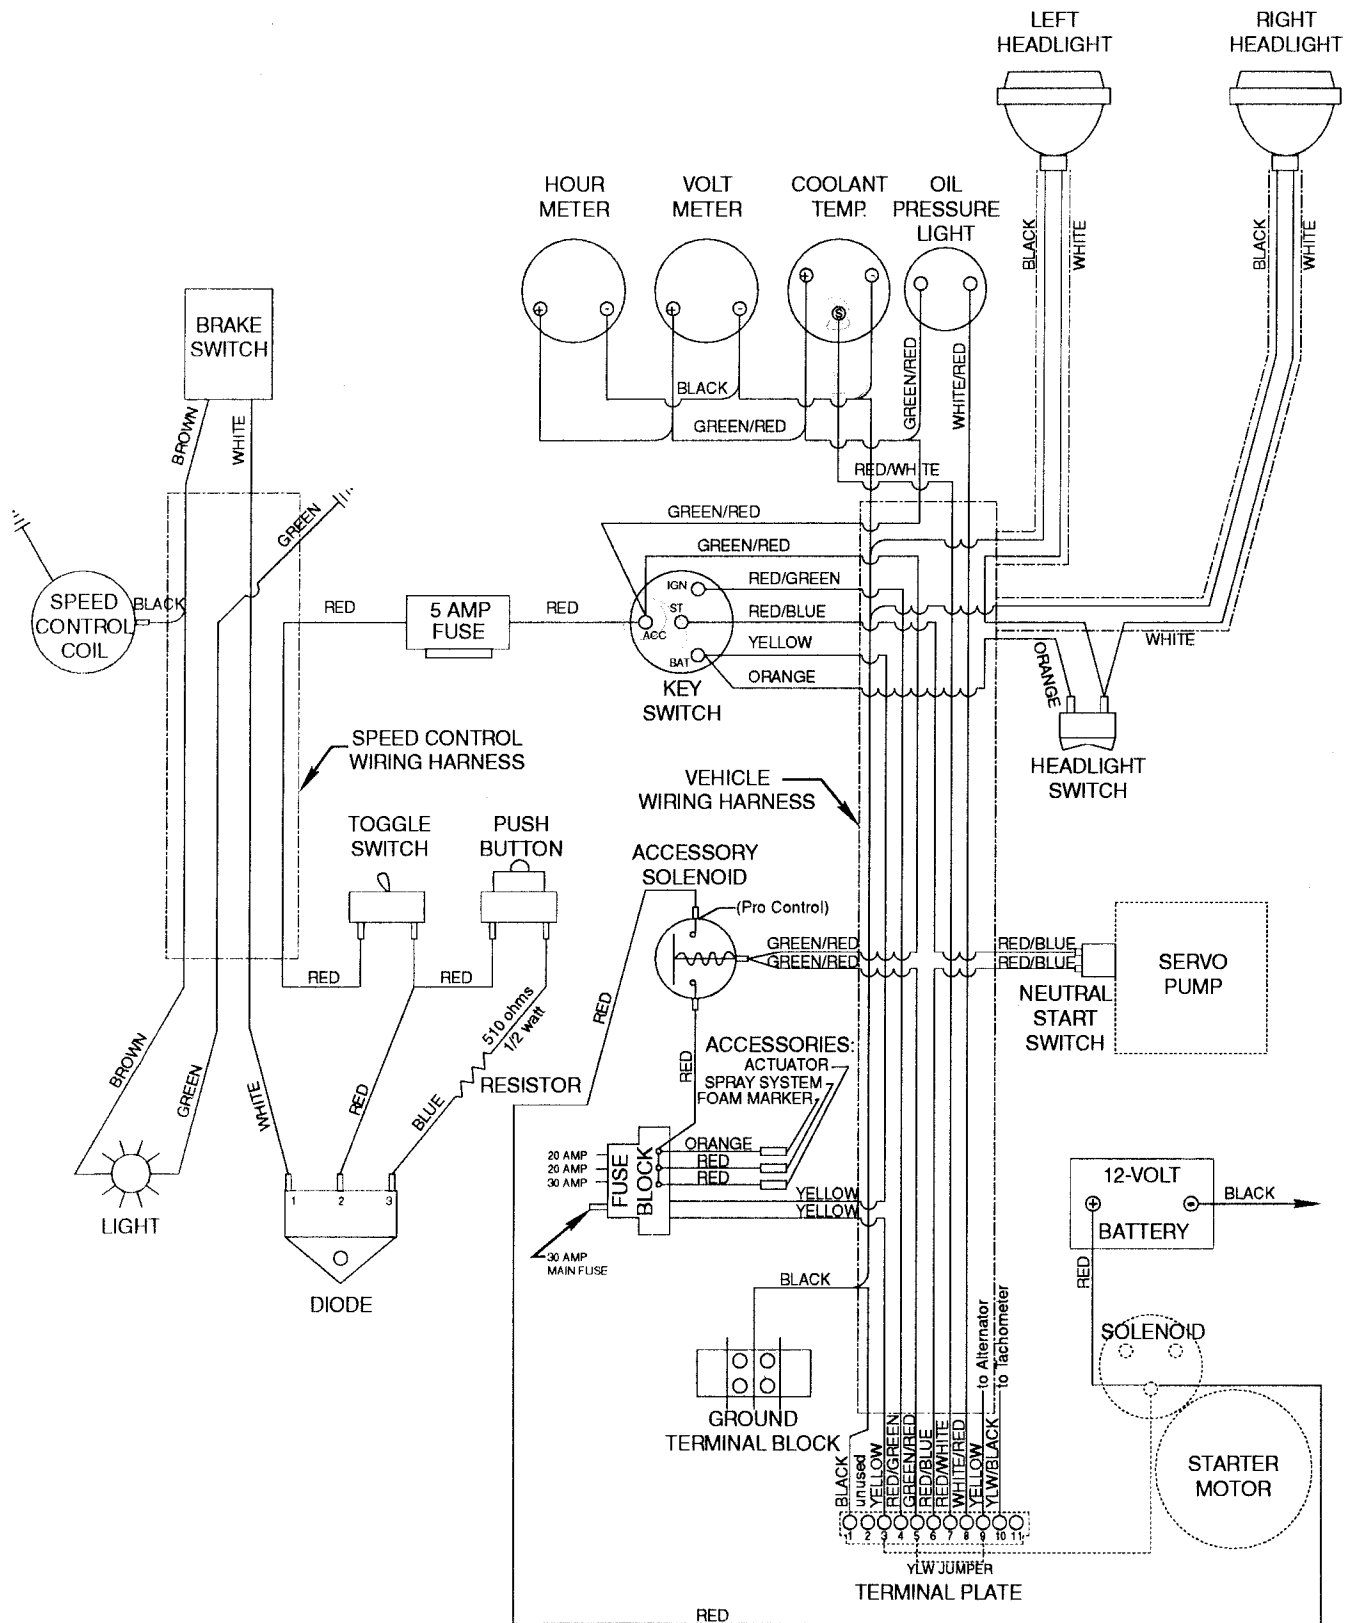 LEFT
HEADLIGHT
RIGHT
HEADLIGHT
HOUR
METER
VOLT
METER
COOLANT
TEMP.
OIL
PRESSURE
LIGHT
BLACK
WHITE
BLACK
WHITE
+
-
+
-
+
-
S
BRAKE
SWITCH
BROWN
WHITE
BLACK
GREEN/RED
GREEN/RED
WHITE/RED
RED/WHITE
GREEN
GREEN/RED
GREEN/RED
SPEED
CONTROL
COIL
BLACK
RED
5 AMP
FUSE
RED
IGN
ST
ACC
BAT
RED/GREEN
RED/BLUE
YELLOW
ORANGE
KEY
SWITCH
WHITE
ORANGE
HEADLIGHT
SWITCH
SPEED CONTROL
WIRING HARNESS
VEHICLE
WIRING HARNESS
TOGGLE
SWITCH
PUSH
BUTTON
ACCESSORY
SOLENOID
(Pro Control)
GREEN/RED
GREEN/RED
RED/BLUE
RED/BLUE
SERVO
PUMP
NEUTRAL
START
SWITCH
RED
RED
RED
510 ohms
1/2 watt
RESISTOR
BROWN
GREEN
WHITE
RED
BLUE
RED
ACCESSORIES:
ACTUATOR
SPRAY SYSTEM
FOAM MARKER
20 AMP
20 AMP
30 AMP
FUSE
BLOCK
ORANGE
RED
RED
YELLOW
YELLOW
30 AMP
MAIN FUSE
LIGHT
1
2
3
DIODE
12-VOLT
+
-
BATTERY
BLACK
RED
BLACK
to Alternator
to Tachometer
SOLENOID
GROUND
TERMINAL BLOCK
STARTER
MOTOR
BLACK
unused
YELLOW
RED/GREEN
GREEN/RED
RED/BLUE
RED/WHITE
WHITE/RED
YELLOW
YLW/BLACK
1
2
3
4
5
6
7
8
9
10
11
YLW JUMPER
TERMINAL PLATE
RED